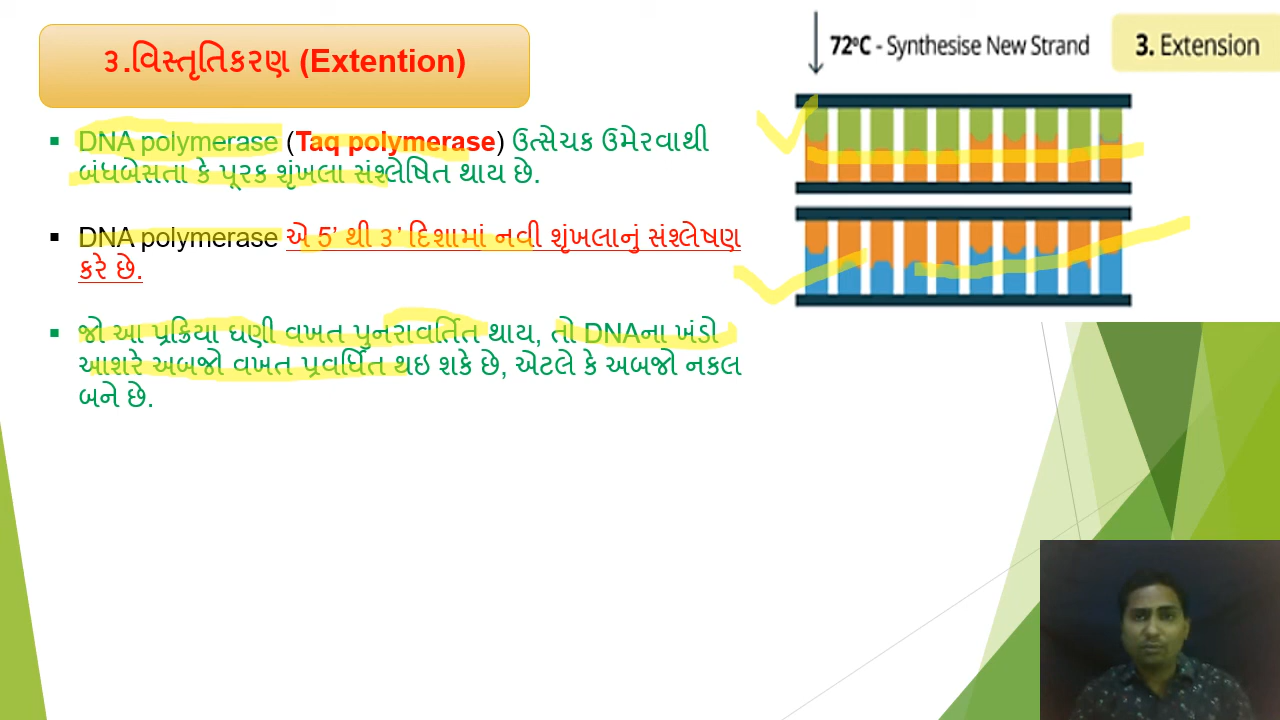 ૩.વિસ્તૃતિકરણ (Extention)
72ºC - Synthesise New Strand
3. Extension
DNA polymerase (Taq polymerase) ઉત્સેચક ઉમેરવાથી
બંધબેસતા કે પૂરક શૃંખલા સંશ્લેષિત થાય છે.
DNA polymerase એ 5’ થી ૩’ દિશામાં નવી શૃંખલાનું સંશ્લેષણ
કરે છે.
જો આ પ્રક્રિયા ઘણી વખત પુનરાવર્તિત થાય, તો DNAના ખંડો
આશરે અબજો વખત પ્રવર્ધિત થઇ શકે છે, એટલે કે અબજો નકલ
બને છે.